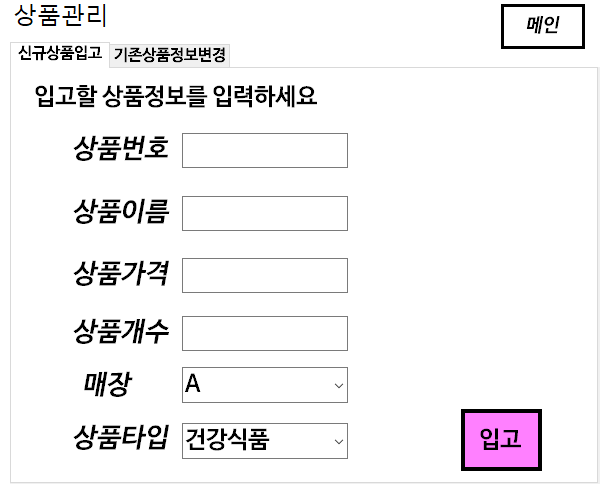 상품관리
메인
신규상품입고 기존상품정보변경
입고할 상품정보를 입력하세요
상품번호
상품이름
상품가격
상품개수
매장 A
상품타입 건강식품
입고